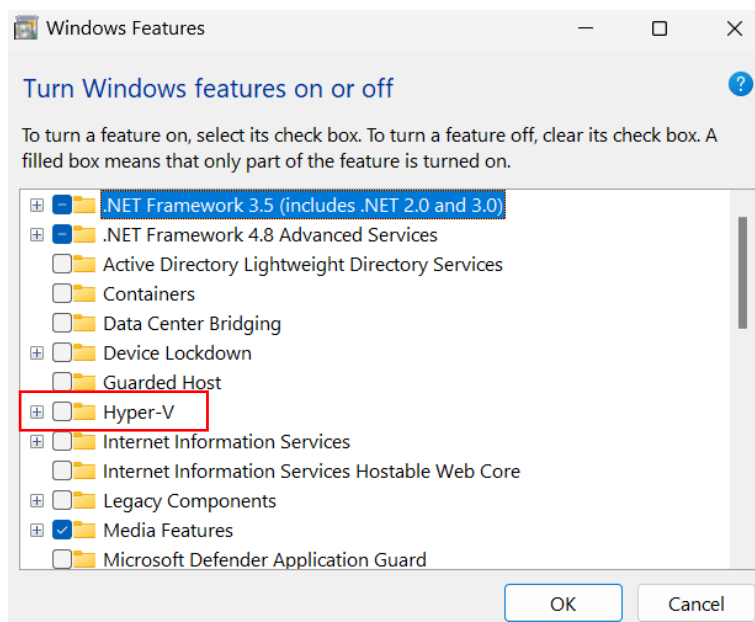 Windows Features
Turn Windows features on or off
?
To turn a feature on, select its check box. To turn a feature off, clear its check box. A
filled box means that only part of the feature is turned on.
.NET Framework 3.5 (includes .NET 2.0 and 3.0)
.NET Framework 4.8 Advanced Services
Active Directory Lightweight Directory Services
Containers
Data Center Bridging
Device Lockdown
Guarded Host
Hyper-V
Internet Information Services
Internet Information Services Hostable Web Core
Legacy Components
Media Features
Microsoft Defender Application Guard
OK
Cancel